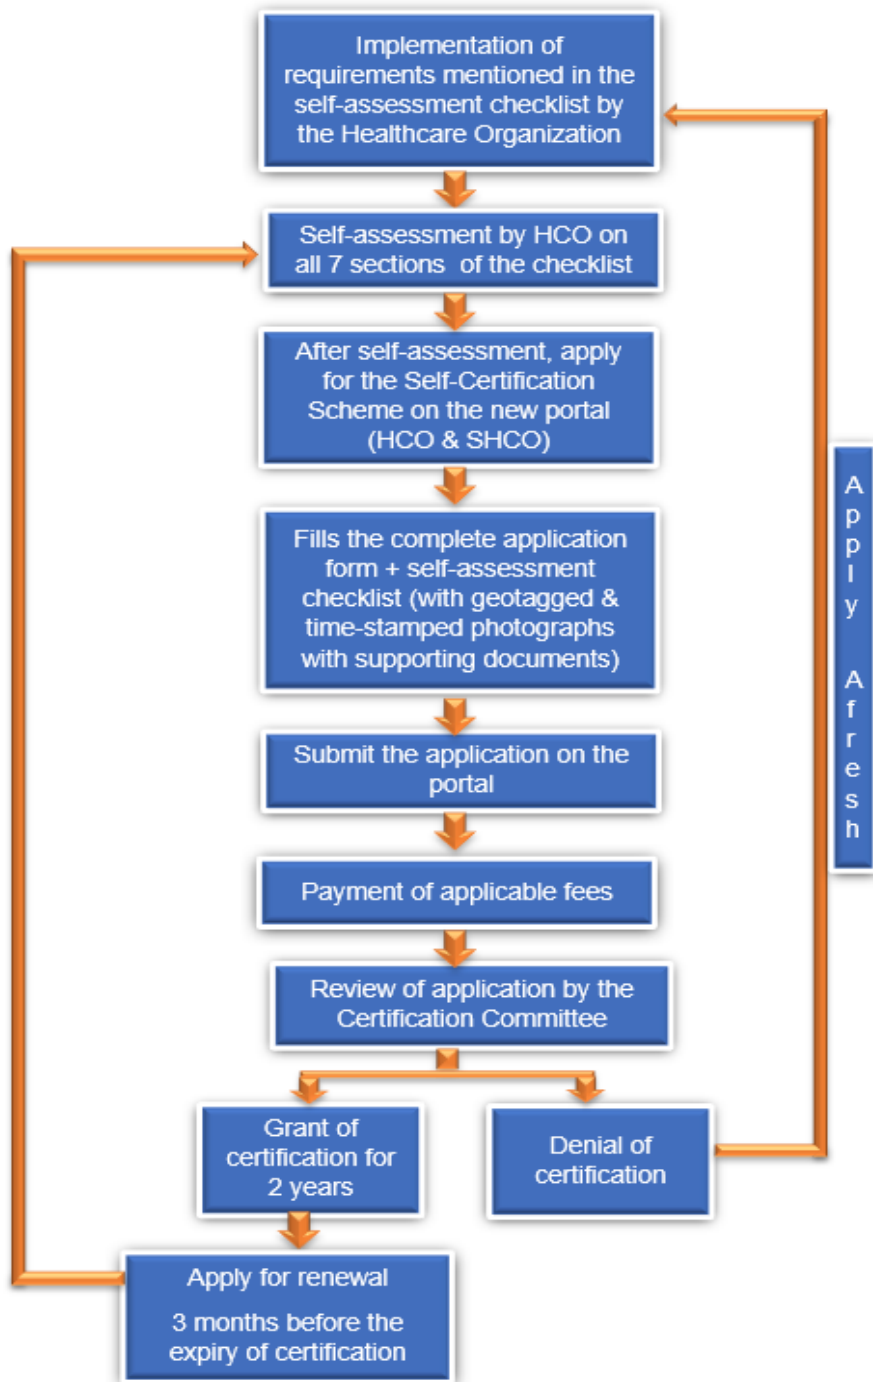 Implementation of
requirements mentioned in the
self-assessment checklist by
the Healthcare Organization
Self-assessment by HCO on
all 7 sections of the checklist
After self-assessment, apply
for the Self-Certification
Scheme on the new portal
(HCO & SHCO)
Fills the complete application
form + self-assessment
checklist (with geotagged &
time-stamped photographs
with supporting documents)
Submit the application on the
portal
Payment of applicable fees
Review of application by the
Certification Committee
Grant of
certification for
2 years
Denial of
certification
Apply for renewal
3 months before the
expiry of certification
Apply Afresh